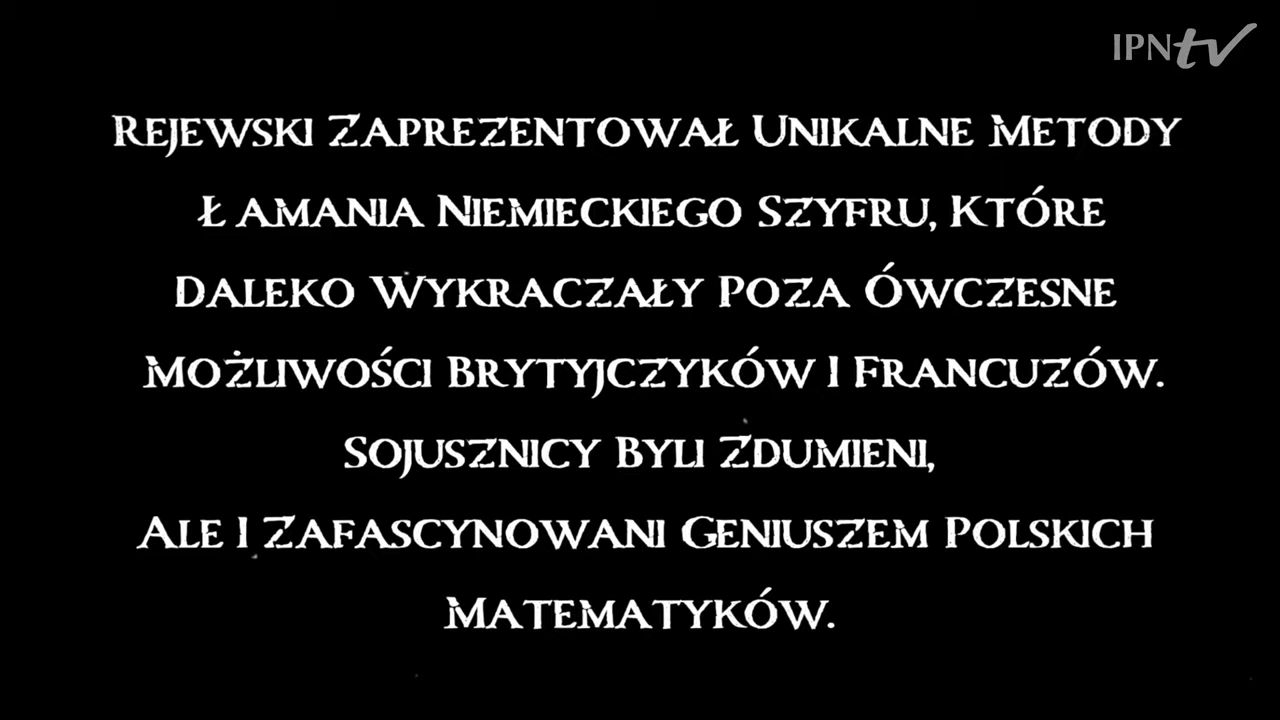 IPNtv
Rejewski Zaprezentował Unikalne Metody
Ł amania Niemieckiego Szyfru, Które
Daleko Wykraczały Poza Ówczesne
Możliwości Brytyjczyków I Francuzów.
Sojusznicy Byli Zdumieni,
Ale I Zafascynowani Geniuszem Polskich
Matematyków.